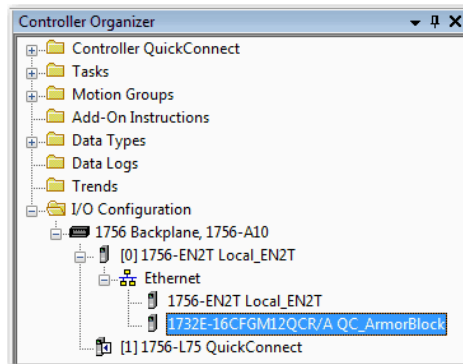 Controller Organizer
Controller QuickConnect
Tasks
Motion Groups
Add-On Instructions
Data Types
Data Logs
Trends
I/O Configuration
1756 Backplane, 1756-A10
[0] 1756-EN2T Local_EN2T
Ethernet
1756-EN2T Local_EN2T
1732E-16CFGM12QCR/A QC_ArmorBlock
[1] 1756-L75 QuickConnect